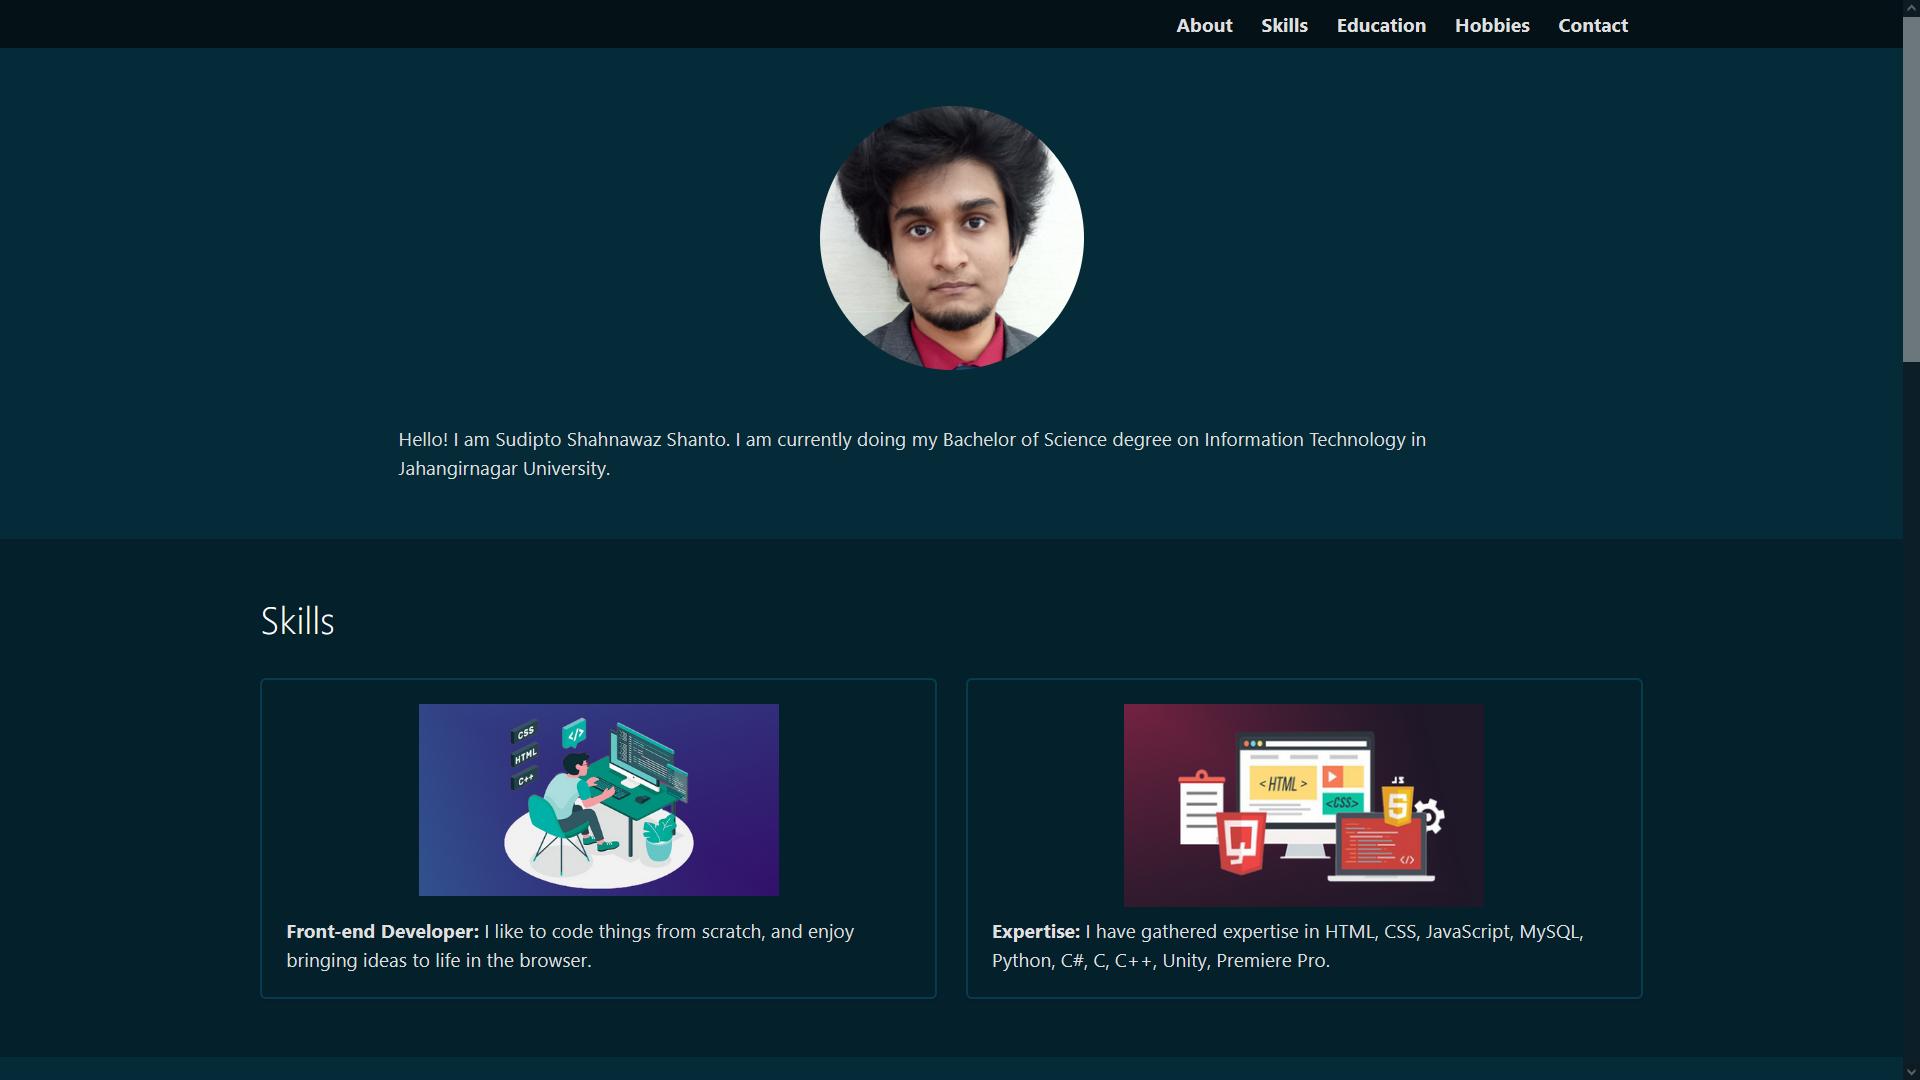 About Skills Education Hobbies Contact
Hello! I am Sudipto Shahnawaz Shanto. I am currently doing my Bachelor of Science degree on Information Technology in
Jahangirnagar University.
Skills
CSS
</>
HTML
C++
Front-end Developer: I like to code things from scratch, and enjoy
bringing ideas to life in the browser.
<HTML>
<CSS>
JS
5
</>
Expertise: I have gathered expertise in HTML, CSS, JavaScript, MySQL,
Python, C#, C, C++, Unity, Premiere Pro.